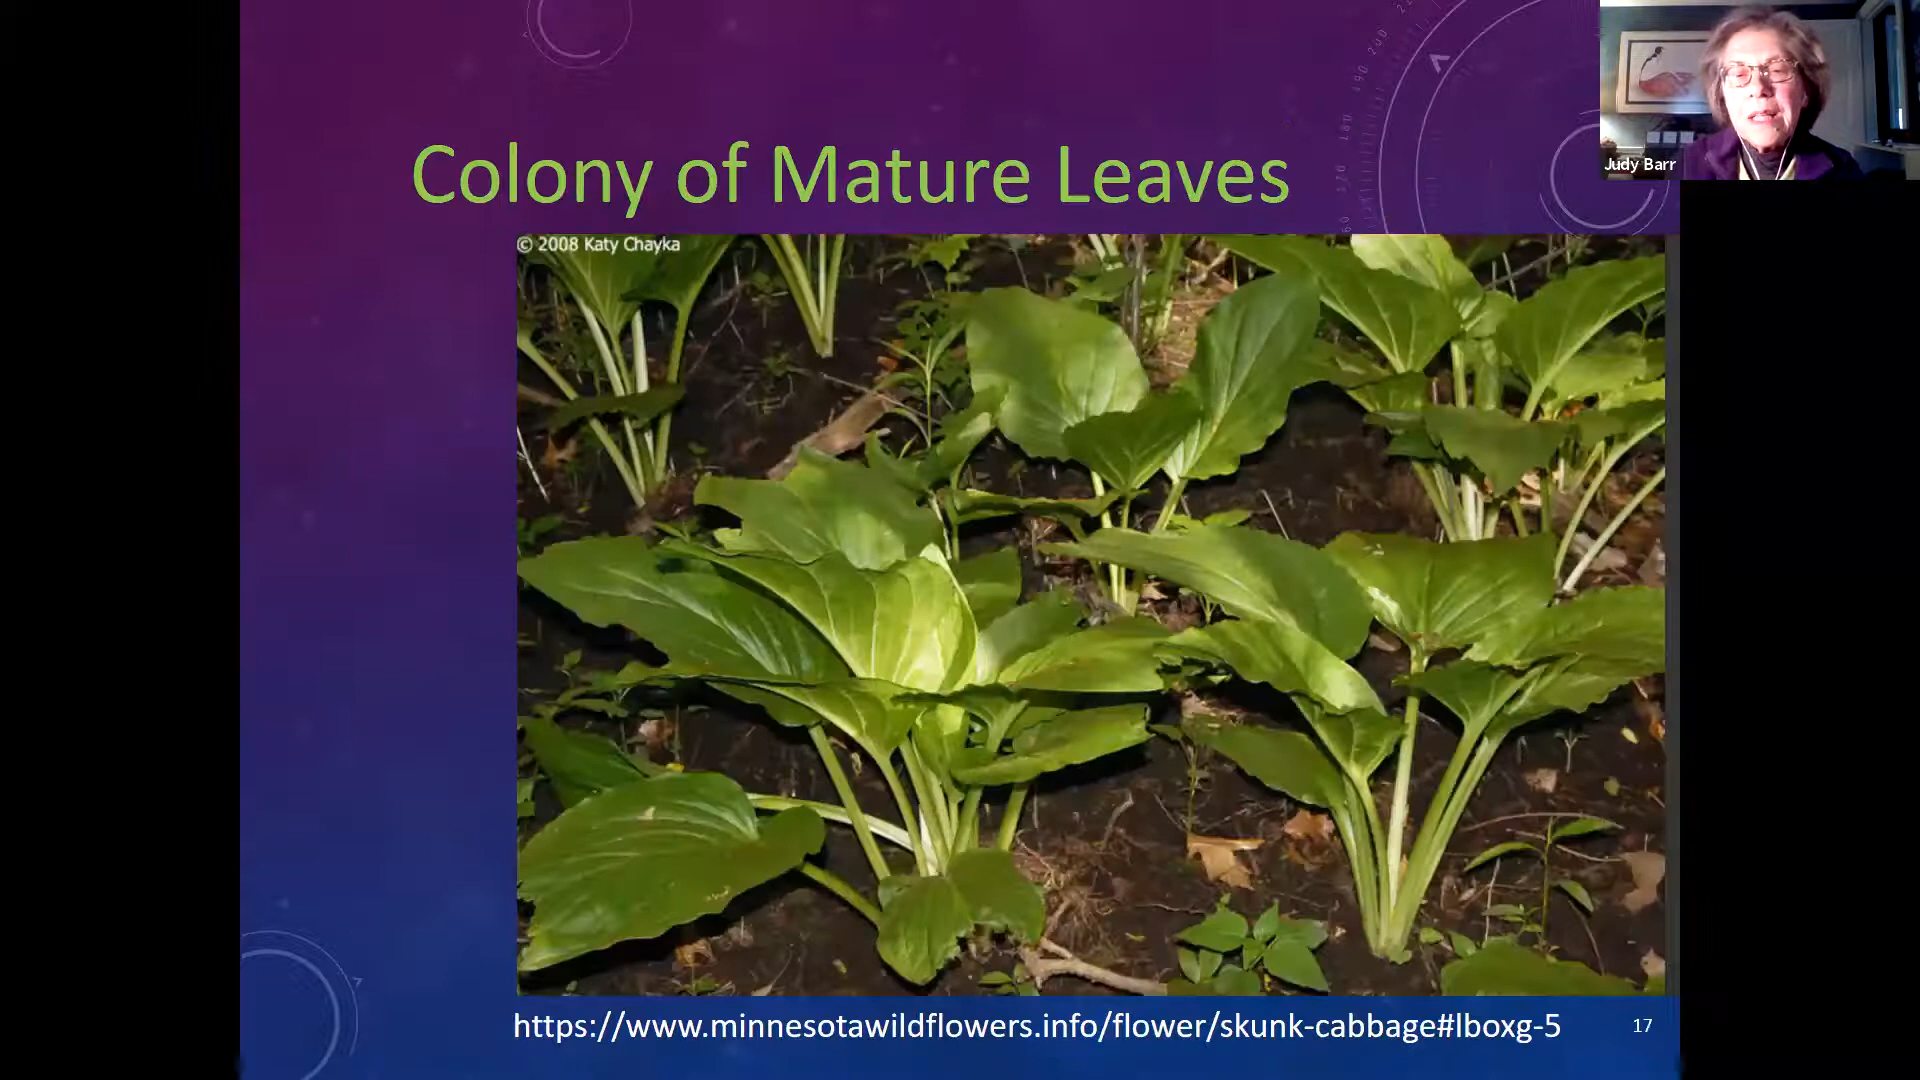 Colony of Mature Leaves
Judy Barr
© 2008 Katy Chayka
https://www.minnesotawildflowers.info/flower/skunk-cabbage#lboxg-5
17